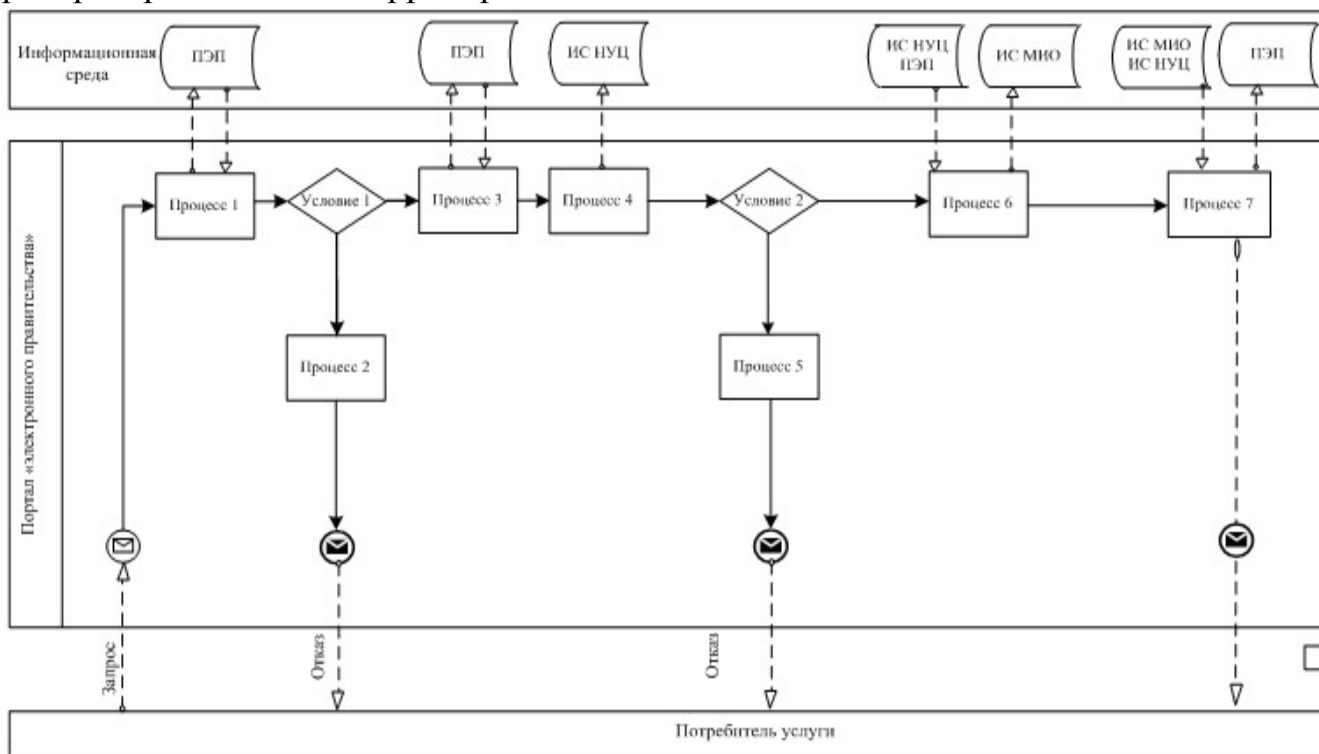 Информационная
среда
ПЭП
ПЭП
ИС НУЦ
ИС НУЦ
ПЭП
ИС МИО
ИС МИО
ИС НУЦ
ПЭП
Портал «электронного правительства»
Процесс 1
Условие 1
Процесс 3
Процесс 4
Условие 2
Процесс 6
Процесс 7
Процесс 2
Процесс 5
Запрос
Отказ
Отказ
Потребитель услуги